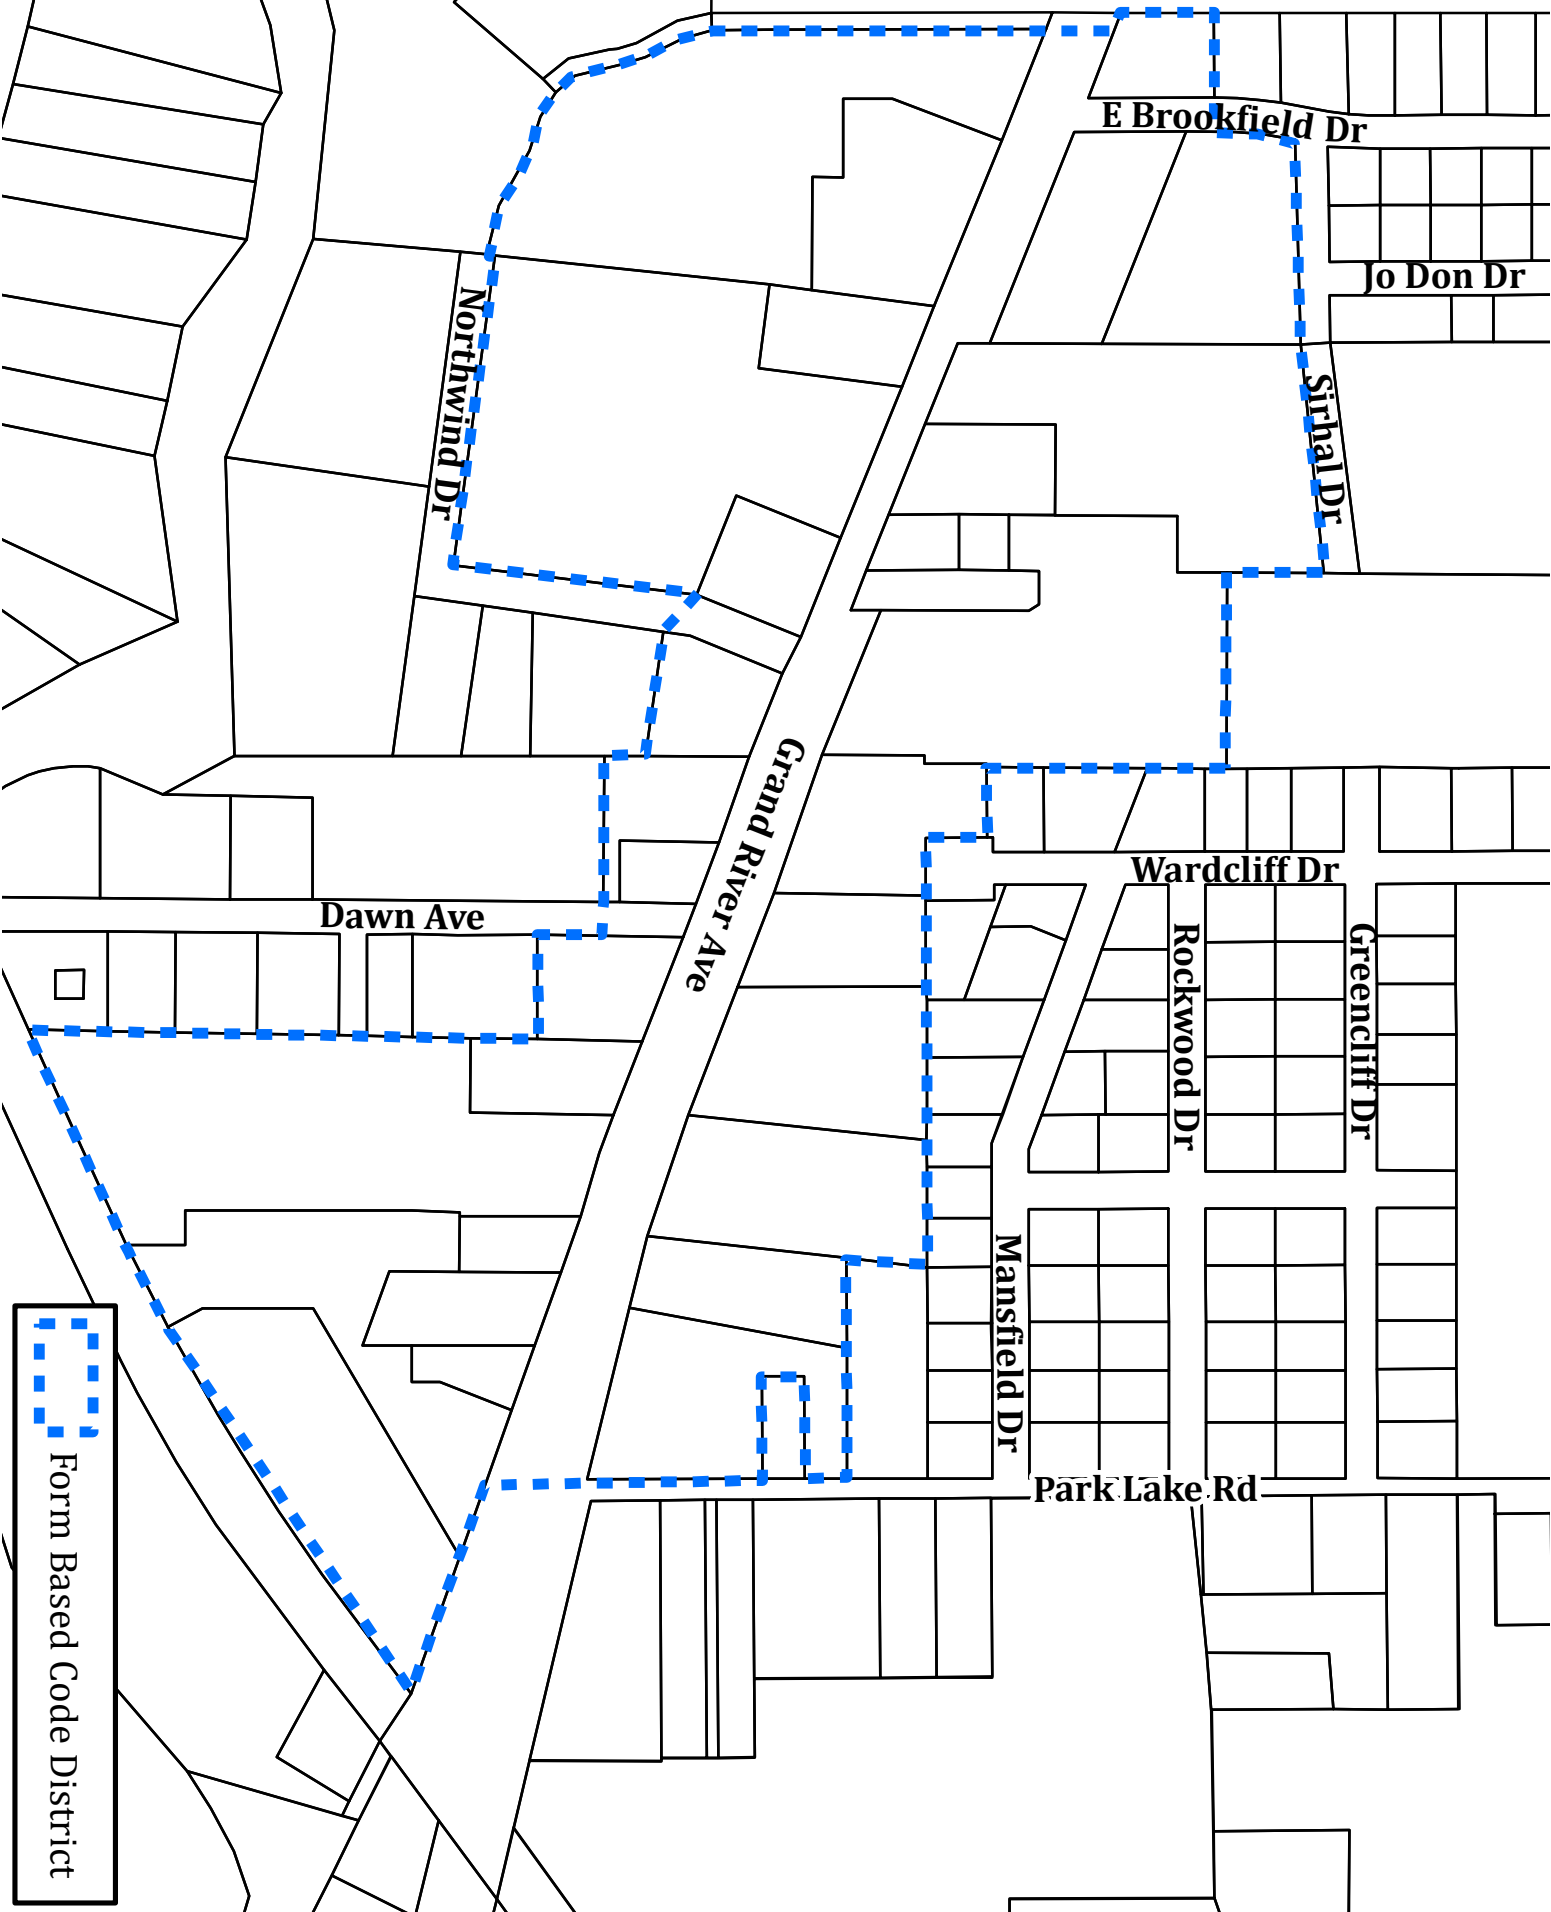 E Brookfield Dr
Jo Don Dr
Northwind Dr
Sirhal Dr
Grand River Ave
Wardcliff Dr
Dawn Ave
Rockwood Dr
Greencliff Dr
Mansfield Dr
Park Lake Rd
Form Based Code District